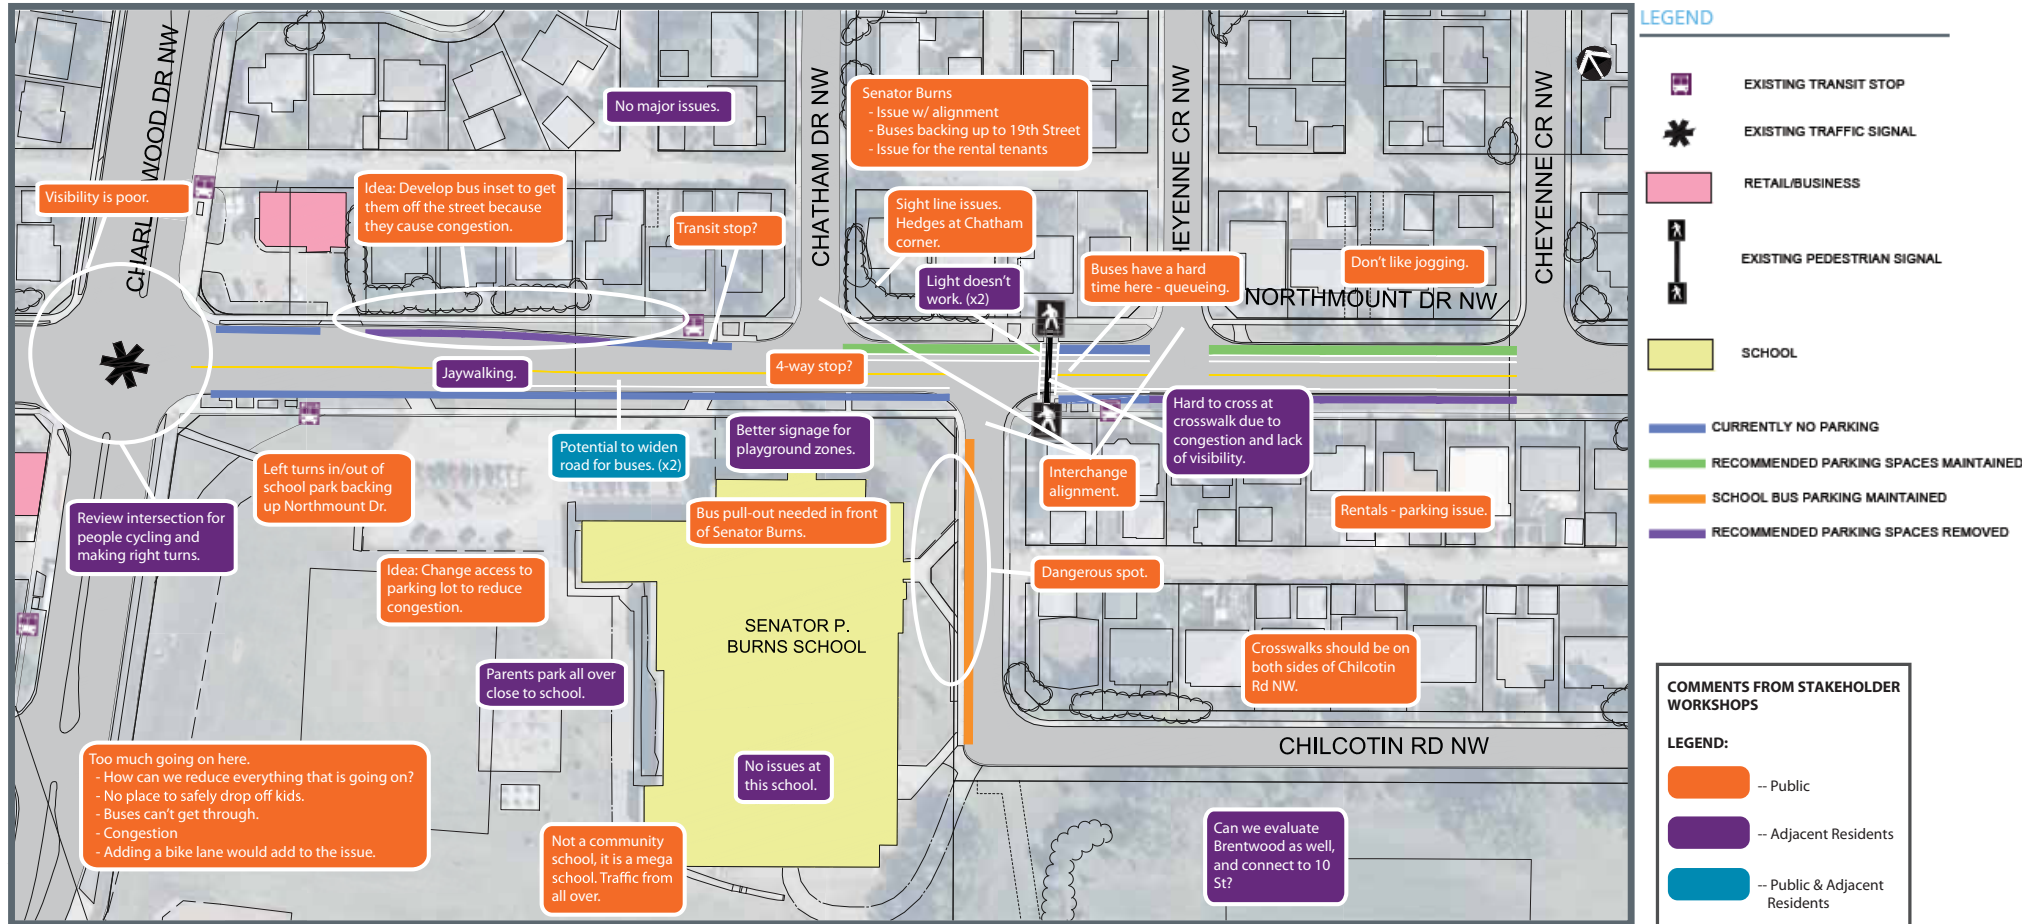 LEGEND
EXISTING TRANSIT STOP
EXISTING TRAFFIC SIGNAL
RETAIL/BUSINESS
EXISTING PEDESTRIAN SIGNAL
SCHOOL
CURRENTLY NO PARKING
RECOMMENDED PARKING SPACES MAINTAINED
SCHOOL BUS PARKING MAINTAINED
RECOMMENDED PARKING SPACES REMOVED
COMMENTS FROM STAKEHOLDER
WORKSHOPS
LEGEND:
-- Public
-- Adjacent Residents
-- Public & Adjacent
Residents
CHARL WOOD DR NW
CHATHAM DR NW
HEYENNE CR NW
CHEYENNE CR NW
NORTHMOUNT DR NW
CHILCOTIN RD NW
SENATOR P.
BURNS SCHOOL
No major issues.
Senator Burns
- Issue w/ alignment
- Buses backing up to 19th Street
- Issue for the rental tenants
Visibility is poor.
Idea: Develop bus inset to get
them off the street because
they cause congestion.
Transit stop?
Sight line issues.
Hedges at Chatham
corner.
Light doesn't
work. (x2)
Buses have a hard
time here - queueing.
Don't like jogging.
Jaywalking.
4-way stop?
Hard to cross at
crosswalk due to
congestion and lack
of visibility.
Better signage for
playground zones.
Potential to widen
road for buses. (x2)
Left turns in/out of
school park backing
up Northmount Dr.
Interchange
alignment.
Review intersection for
people cycling and
making right turns.
Bus pull-out needed in front
of Senator Burns.
Rentals - parking issue.
Idea: Change access to
parking lot to reduce
congestion.
Dangerous spot.
Parents park all over
close to school.
Crosswalks should be on
both sides of Chilcotin
Rd NW.
Too much going on here.
- How can we reduce everything that is going on?
- No place to safely drop off kids.
- Buses can't get through.
- Congestion
- Adding a bike lane would add to the issue.
No issues at
this school.
Not a community
school, it is a mega
school. Traffic from
all over.
Can we evaluate
Brentwood as well,
and connect to 10
St?